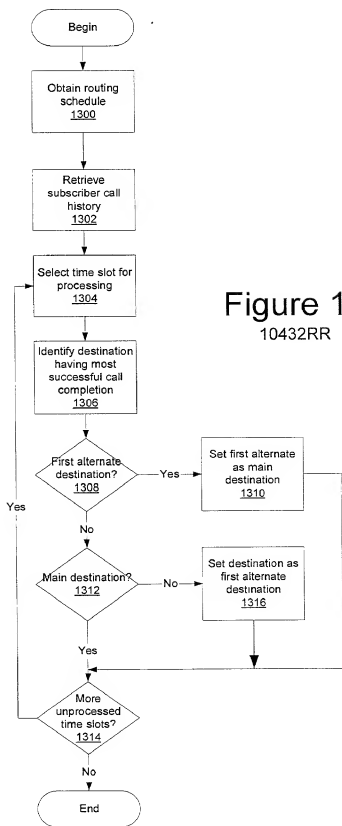 Begin
Obtain routing
schedule
1300
Retrieve
subscriber call
history
1302
Select time slot for
processing
1304
Figure 1
10432RR
Identify destination
having most
successful call
completion
1306
First alternate
destination?
1308
Yes
Set first alternate
as main
destination
1310
Yes
No
Main destination?
1312
No
Set destination as
first alternate
destination
1316
Yes
More
unprocessed
time slots?
1314
No
End